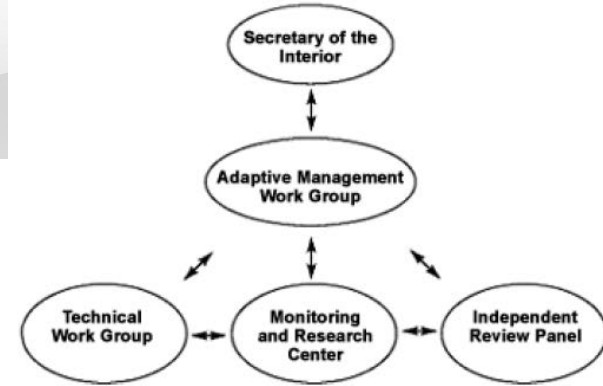 Secretary of the
Interior
Adaptive Management
Work Group
Technical
Work Group
Monitoring
and Research
Center
Independent
Review Panel